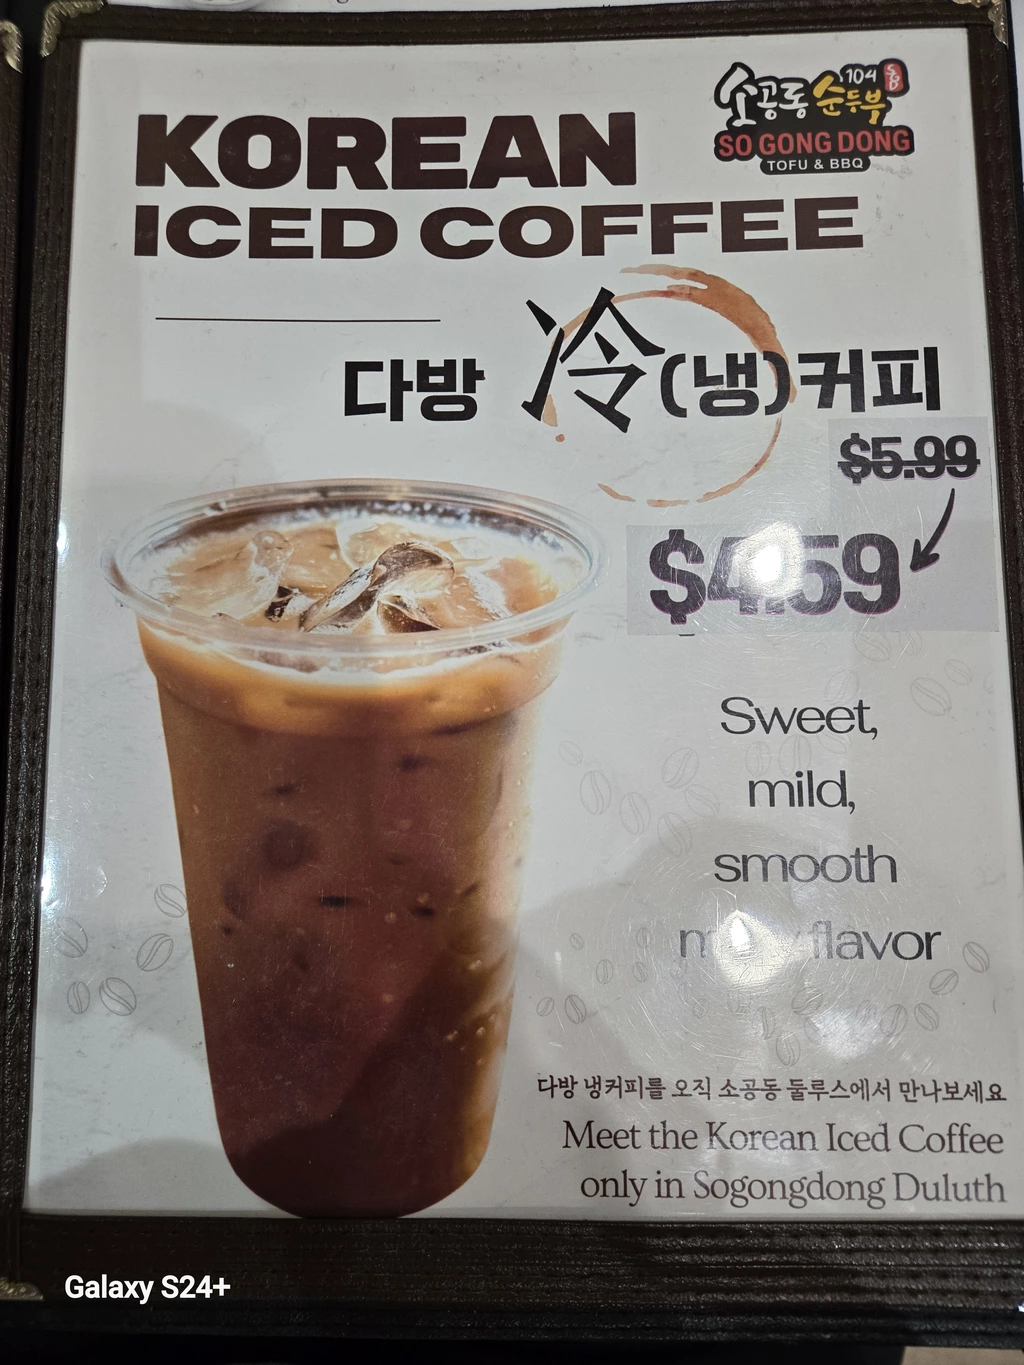 소공동 순두부 104
SO GONG DONG
TOFU & BBQ
KOREAN
ICED COFFEE
다방 冷(냉)커피
$5.99
$4.59
Sweet,
mild,
smooth
flavor
다방 냉커피를 오직 소공동 둘루스에서 만나보세요
Meet the Korean Iced Coffee
only in Sogongdong Duluth
Galaxy S24+